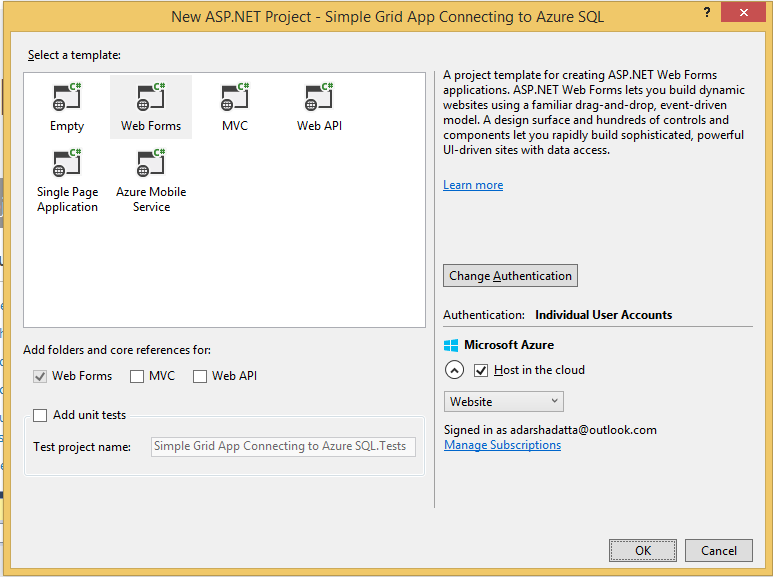 New ASP.NET Project - Simple Grid App Connecting to Azure SQL
?
Select a template:
C#
C#
C#
C#
Empty
Web Forms
MVC
Web API
C#
C#
Single Page
Application
Azure Mobile
Service
A project template for creating ASP.NET Web Forms
applications. ASP.NET Web Forms lets you build dynamic
websites using a familiar drag-and-drop, event-driven
model. A design surface and hundreds of controls and
components let you rapidly build sophisticated, powerful
UI-driven sites with data access.
Learn more
Change Authentication
Authentication: Individual User Accounts
Microsoft Azure
Host in the cloud
Website
Signed in as adarshadatta@outlook.com
Manage Subscriptions
Add folders and core references for:
Web Forms
MVC
Web API
Add unit tests
Test project name:
Simple Grid App Connecting to Azure SQL.Tests
OK
Cancel